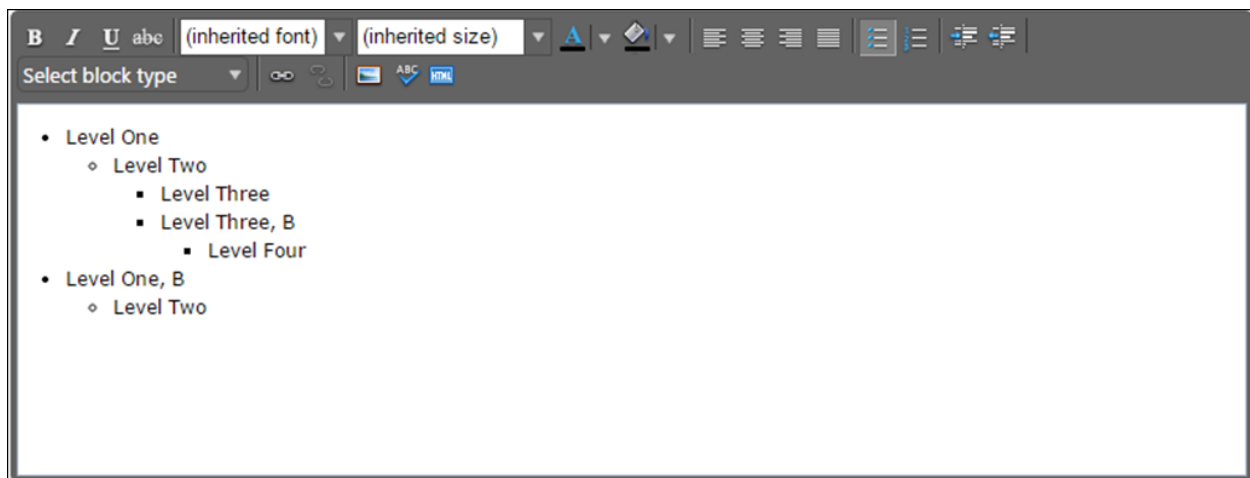 B I U abc (inherited font) (inherited size) A
Select block type ABC HTML
• Level One
◦ Level Two
▪ Level Three
▪ Level Three, B
▪ Level Four
• Level One, B
◦ Level Two